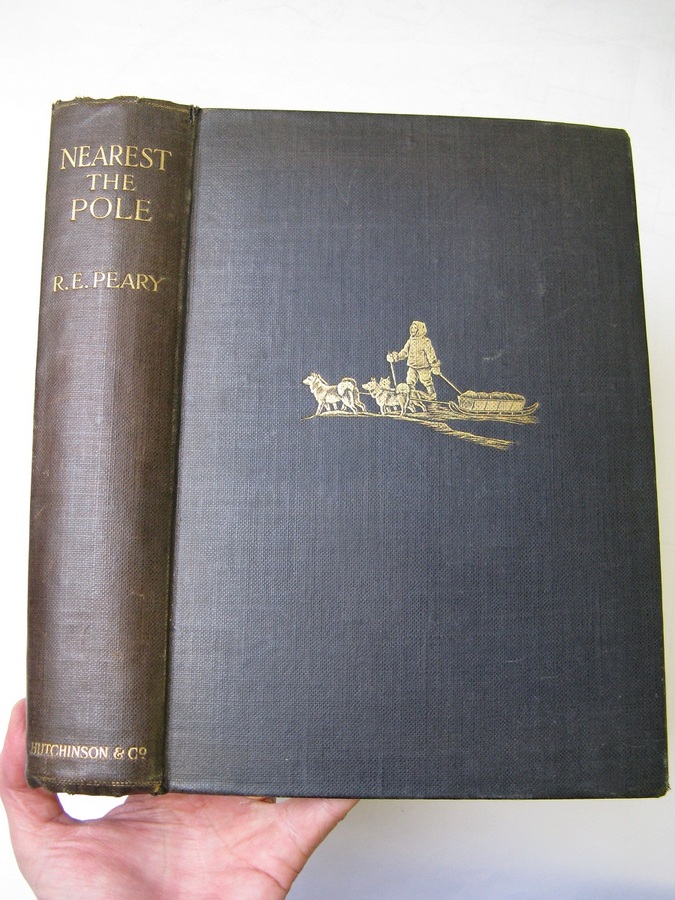 NEAREST
THE
POLE
R. E. PEARY
HUTCHINSON & Cº